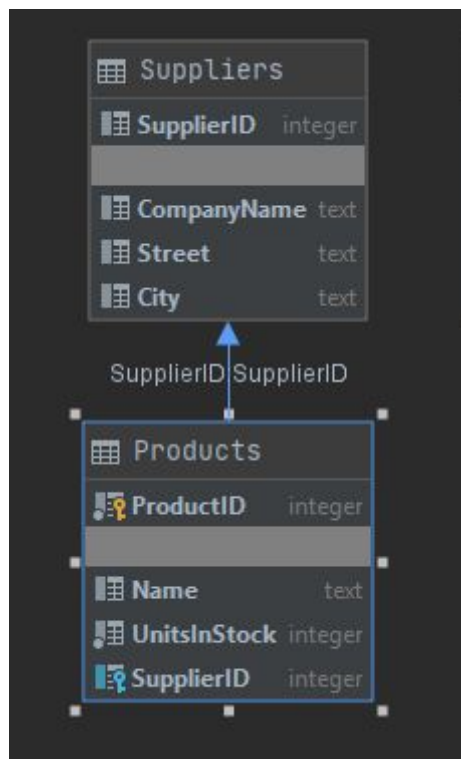 Suppliers
SupplierID integer
CompanyName text
Street text
City text
SupplierID SupplierID
Products
ProductID integer
Name text
UnitsInStock integer
SupplierID integer